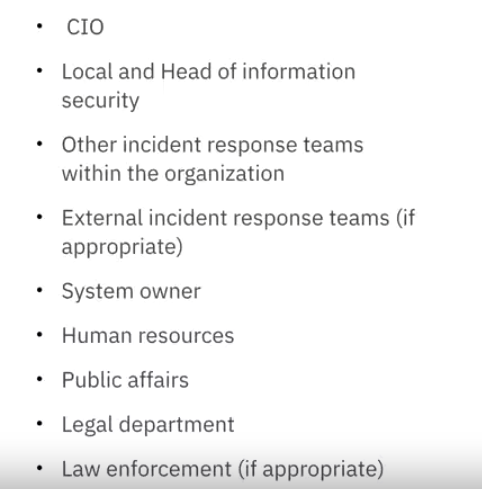 • CIO
• Local and Head of information
security
• Other incident response teams
within the organization
• External incident response teams (if
appropriate)
• System owner
• Human resources
• Public affairs
• Legal department
• Law enforcement (if appropriate)